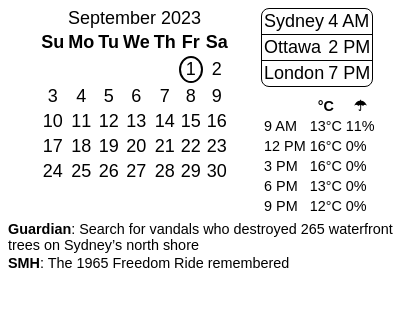 September 2023
Su Mo Tu We Th Fr Sa
1 2
3 4 5 6 7 8 9
10 11 12 13 14 15 16
17 18 19 20 21 22 23
24 25 26 27 28 29 30
Sydney 4 AM
Ottawa 2 PM
London 7 PM
°C ☂
9 AM 13°C 11%
12 PM 16°C 0%
3 PM 16°C 0%
6 PM 13°C 0%
9 PM 12°C 0%
Guardian: Search for vandals who destroyed 265 waterfront
trees on Sydney’s north shore
SMH: The 1965 Freedom Ride remembered